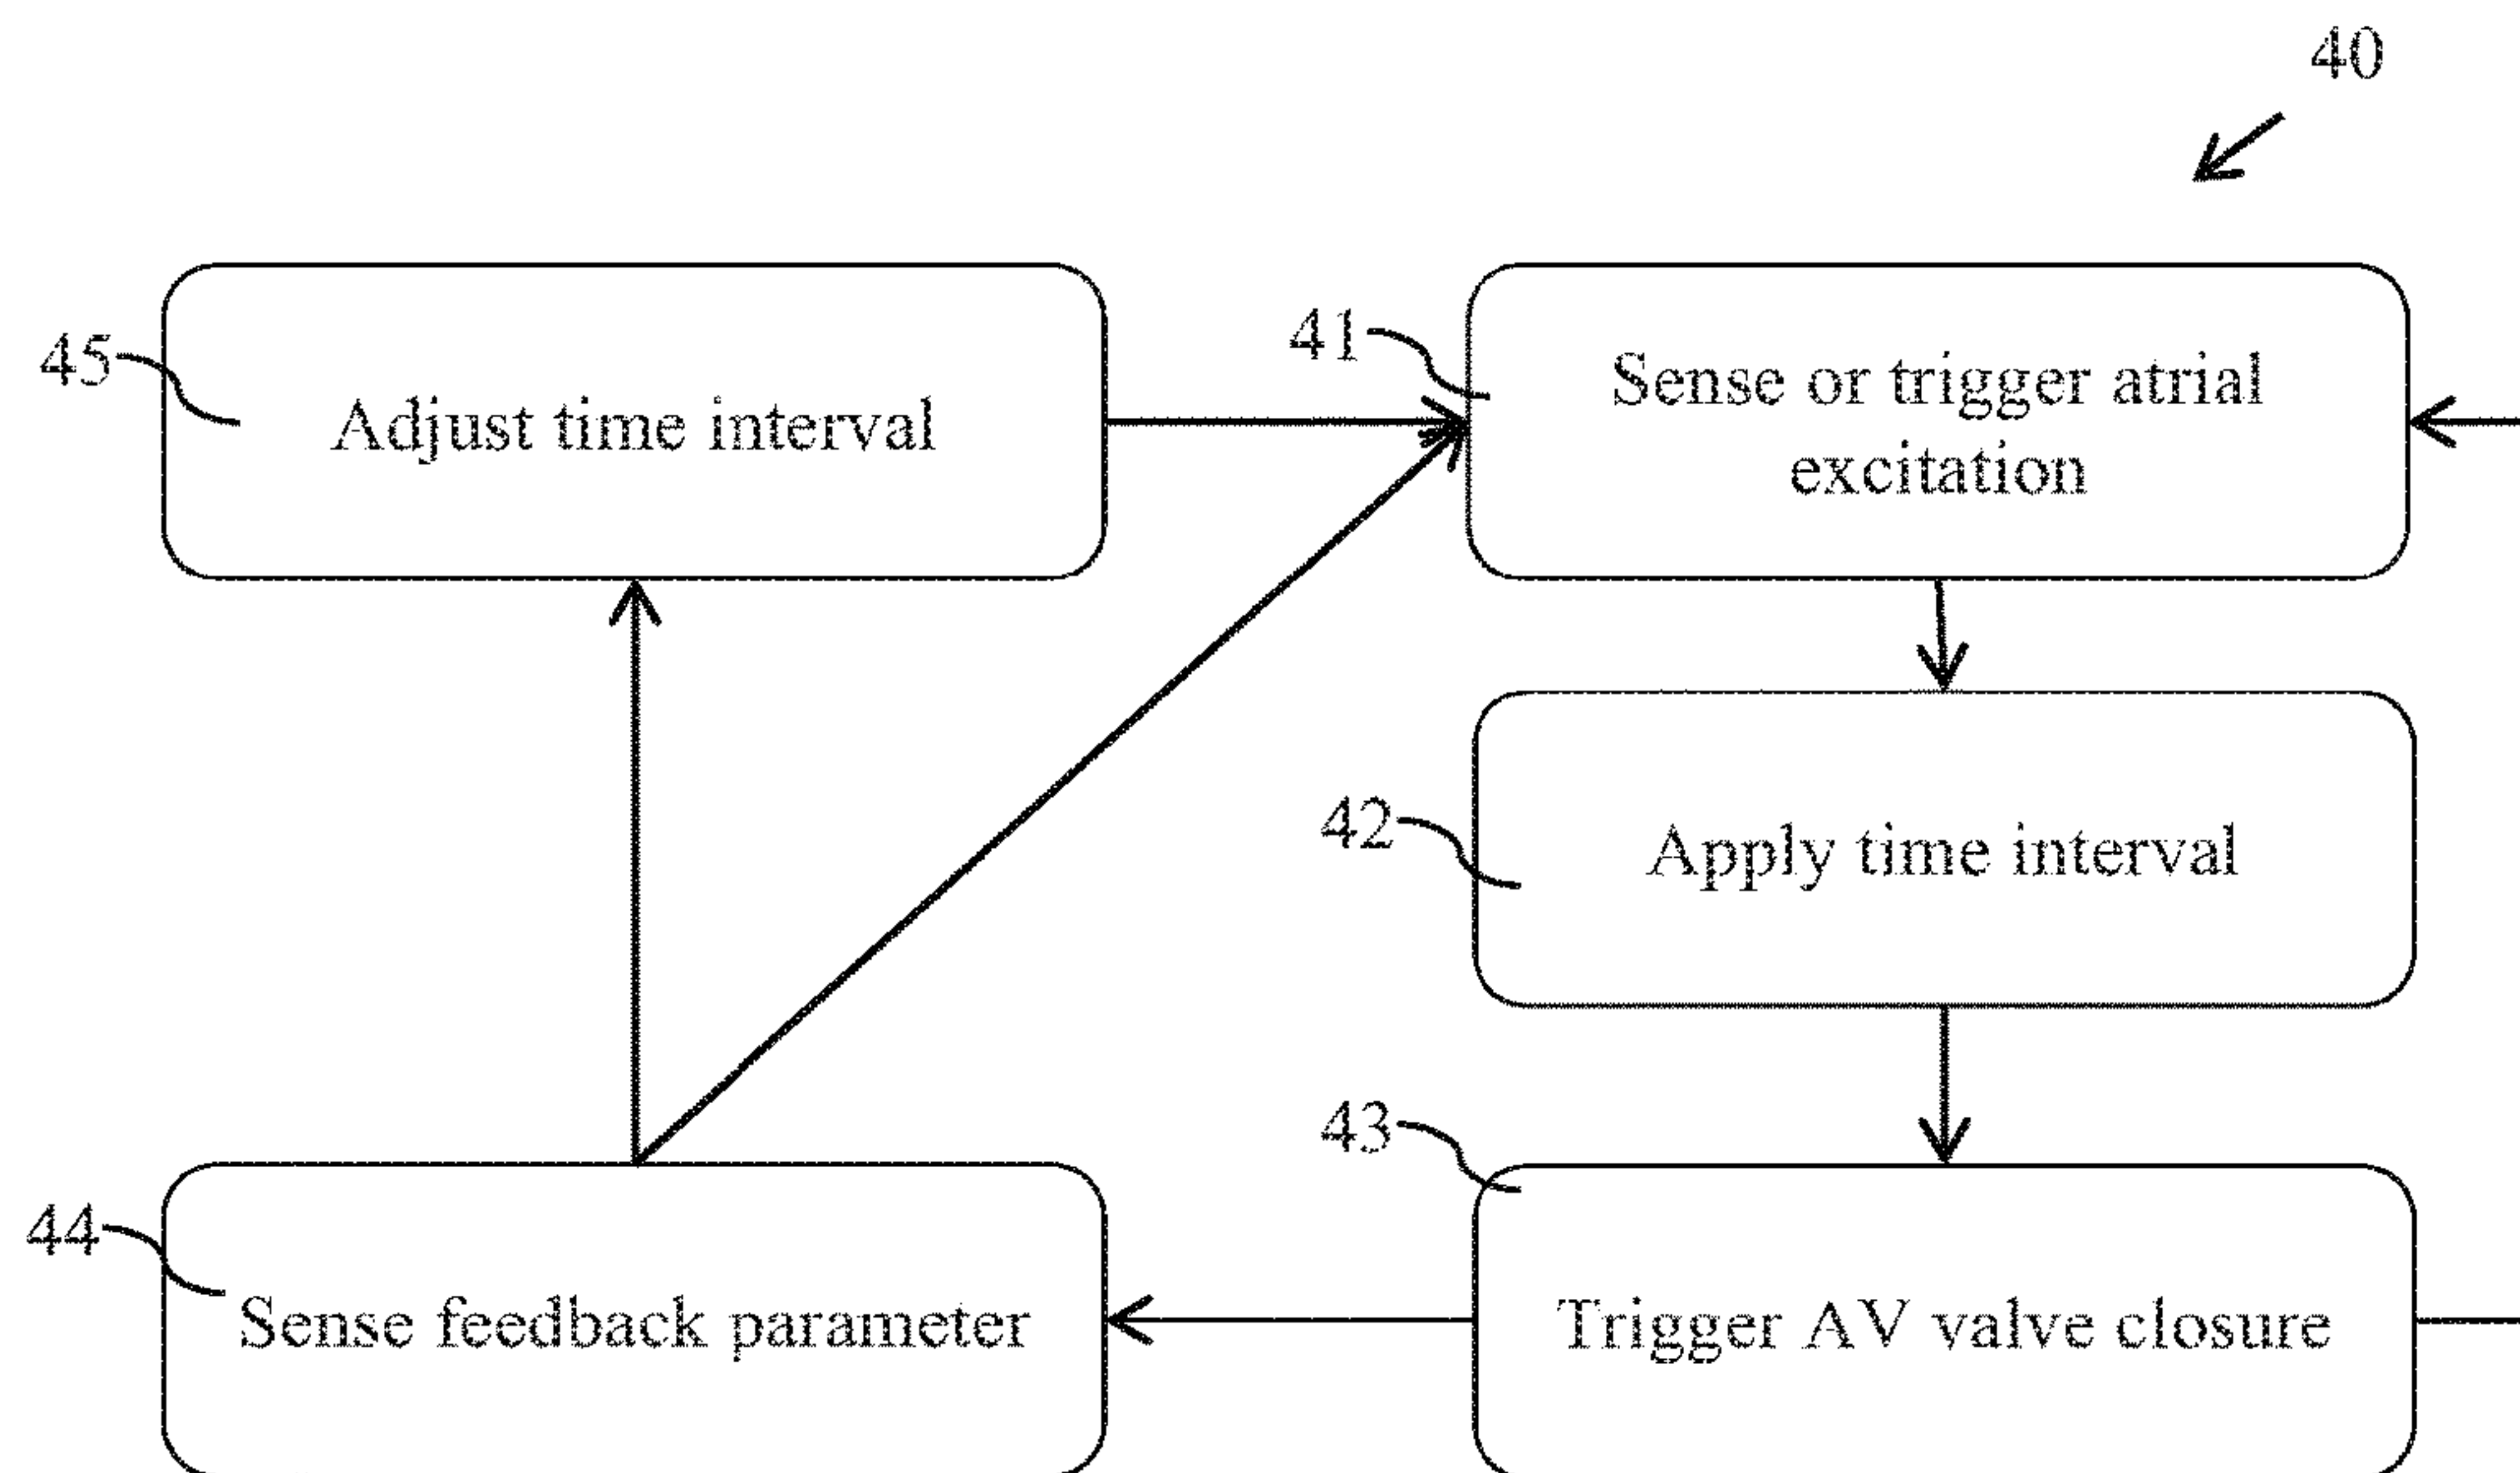 40
45
Adjust time interval
41
Sense or trigger atrial
excitation
42
Apply time interval
43
Trigger AV valve closure
44
Sense feedback parameter